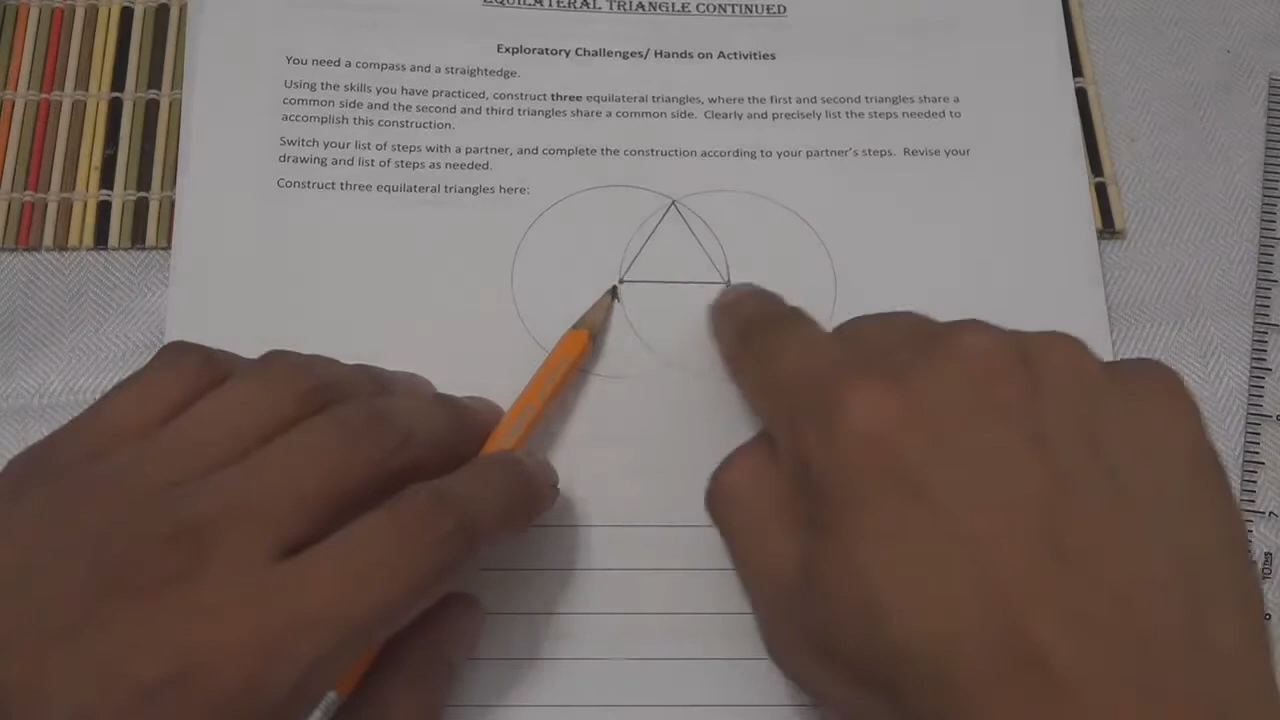 EQUILATERAL TRIANGLE CONTINUED
Exploratory Challenges/ Hands on Activities
You need a compass and a straightedge.
Using the skills you have practiced, construct three equilateral triangles, where the first and second triangles share a
common side and the second and third triangles share a common side. Clearly and precisely list the steps needed to
accomplish this construction.
Switch your list of steps with a partner, and complete the construction according to your partner's steps. Revise your
drawing and list of steps as needed.
Construct three equilateral triangles here: